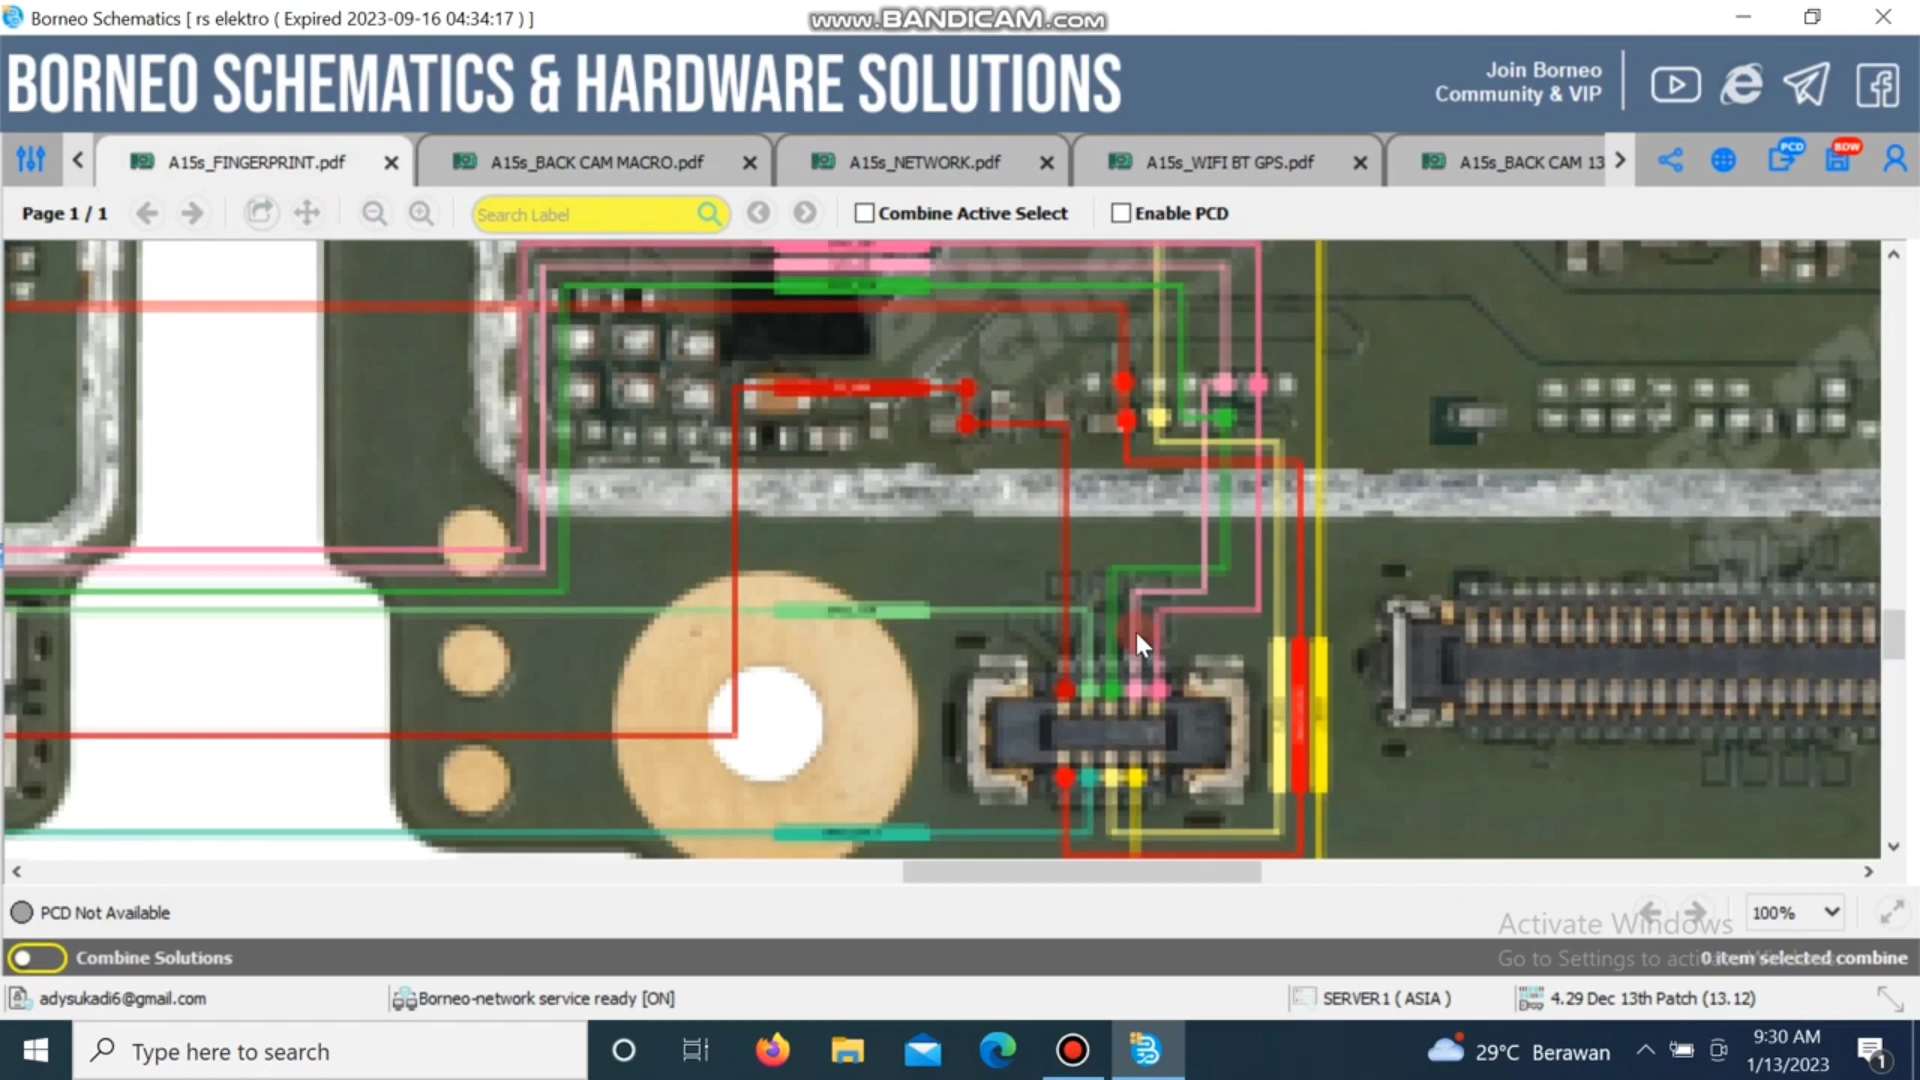 Borneo Schematics [ rs elektro ( Expired 2023-09-16 04:34:17 ) ]
www.BANDICAM.com
BORNEO SCHEMATICS & HARDWARE SOLUTIONS
Join Borneo
Community & VIP
A15s_FINGERPRINT.pdf
A15s_BACK CAM MACRO.pdf
A15s_NETWORK.pdf
A15s_WIFI BT GPS.pdf
A15s_BACK CAM 13
PCD
BDW
Page 1 / 1
Search Label
Combine Active Select
Enable PCD
PCD Not Available
100%
Activate Windows
Combine Solutions
Go to Settings to
0 item selected combine
adysukadi6@gmail.com
Borneo-network service ready [ON]
SERVER1 ( ASIA )
4.29 Dec 13th Patch (13.12)
Type here to search
29°C Berawan
9:30 AM
1/13/2023
1